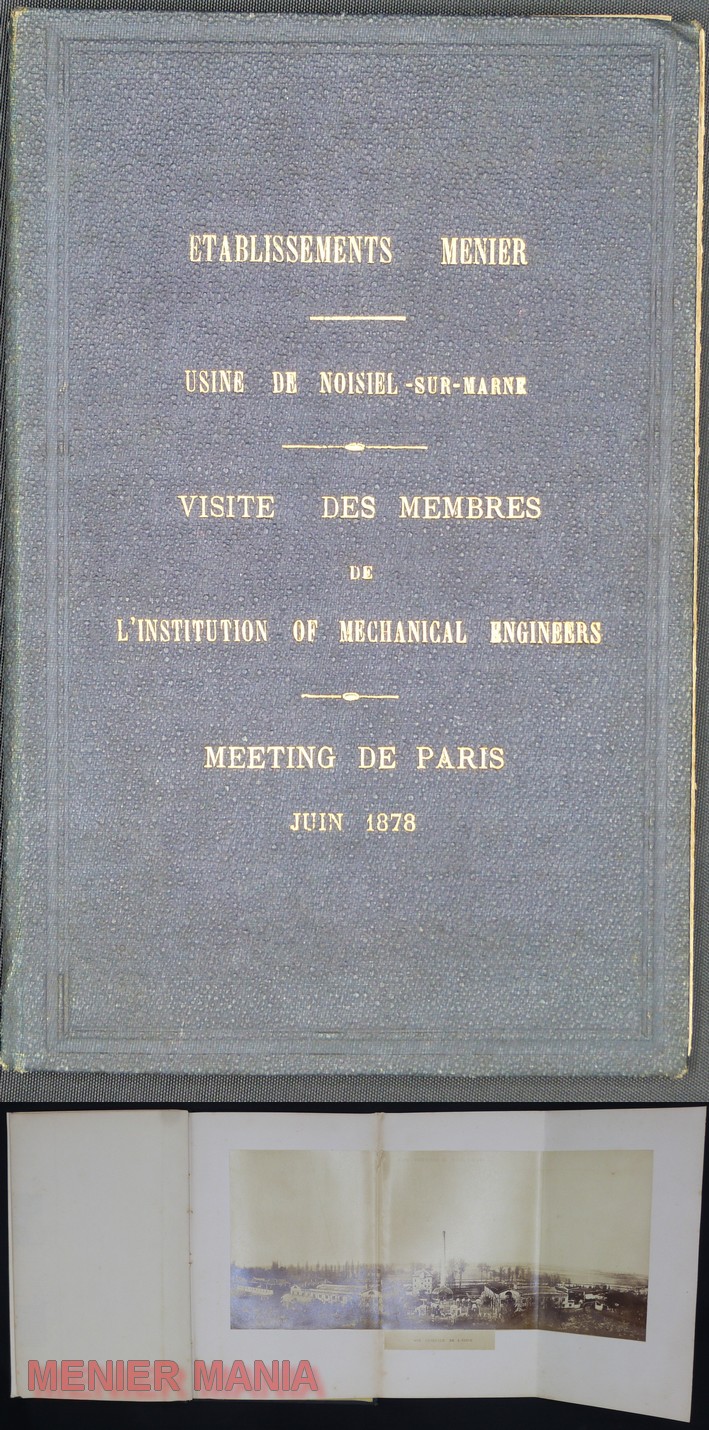 ETABLISSEMENTS MENIER
USINE DE NOISIEL-SUR-MARNE
VISITE DES MEMBRES
DE
L'INSTITUTION OF MECHANICAL ENGINEERS
MEETING DE PARIS
JUIN 1878
MENIER MANIA